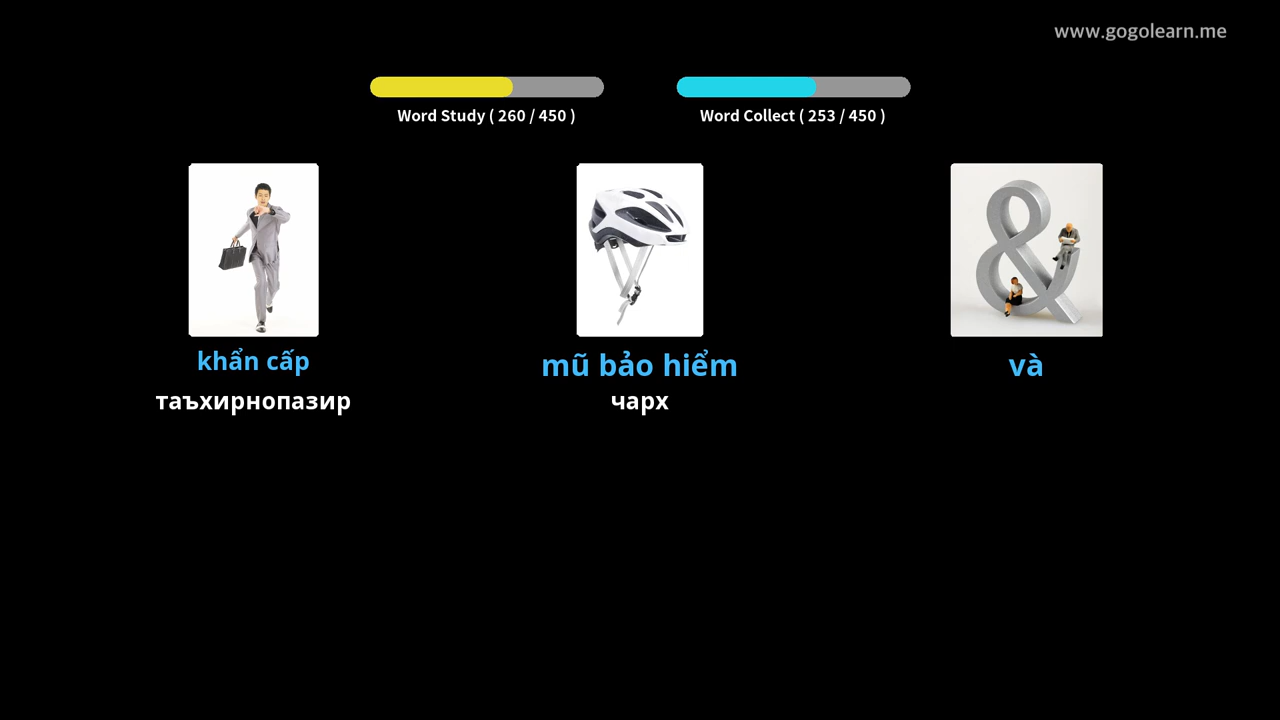 www.gogolearn.me
Word Study ( 260 / 450 )
Word Collect ( 253 / 450 )
&
khẩn cấp
mũ bảo hiểm
và
таъхирнопазир
чарх